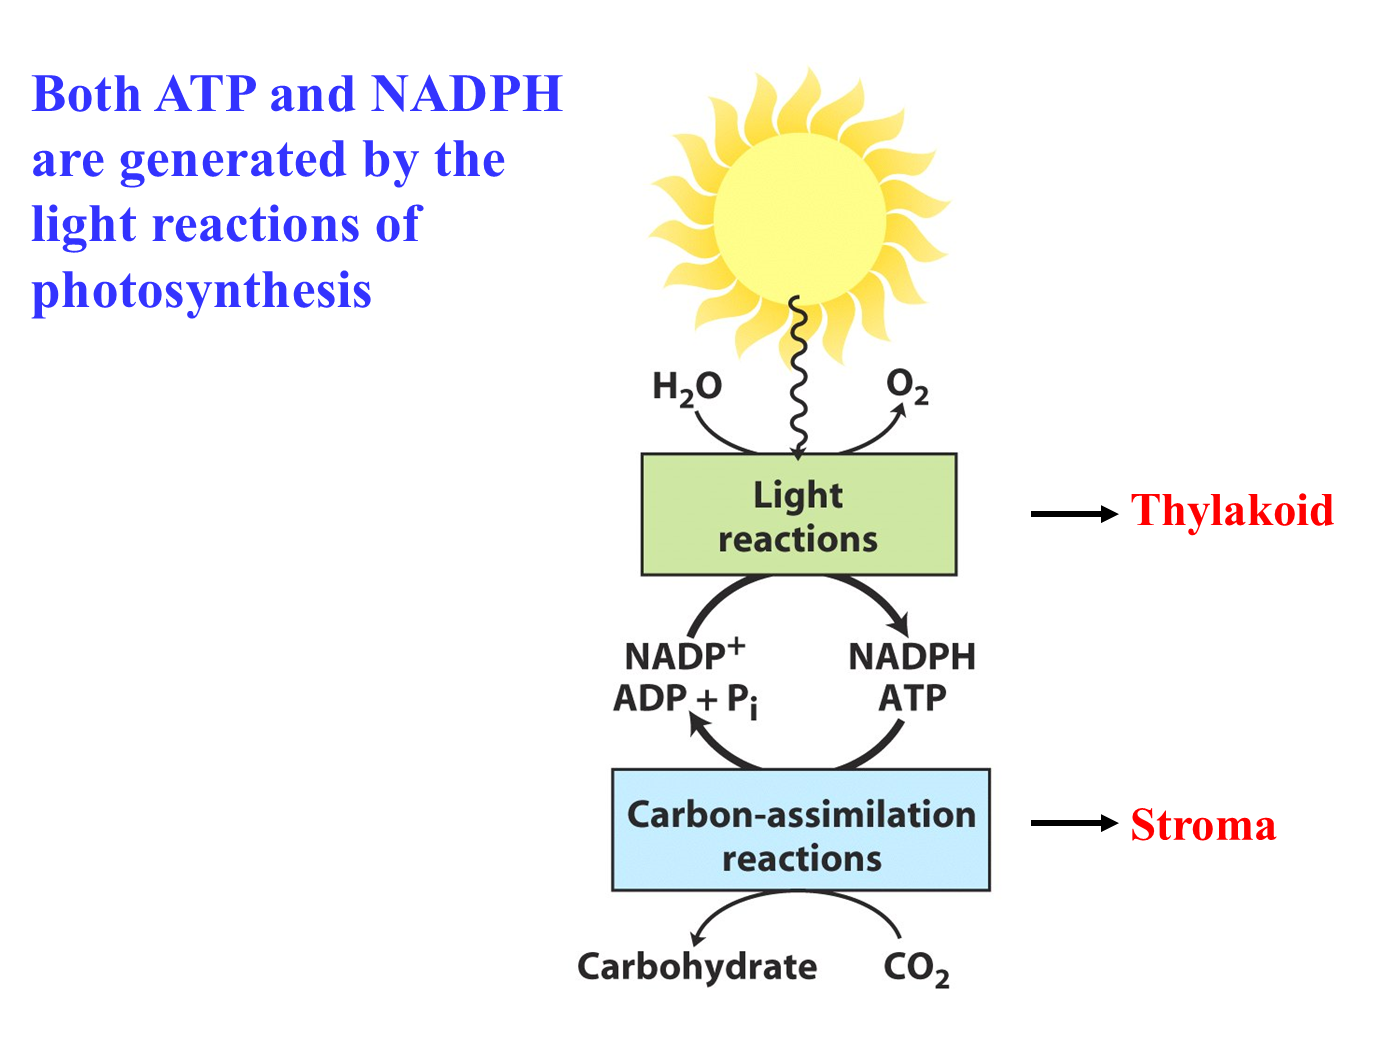 Both ATP and NADPH
are generated by the
light reactions of
photosynthesis
H₂O
O₂
Light
reactions
Thylakoid
NADP⁺
ADP + Pᵢ
NADPH
ATP
Carbon-assimilation
reactions
Stroma
Carbohydrate
CO₂